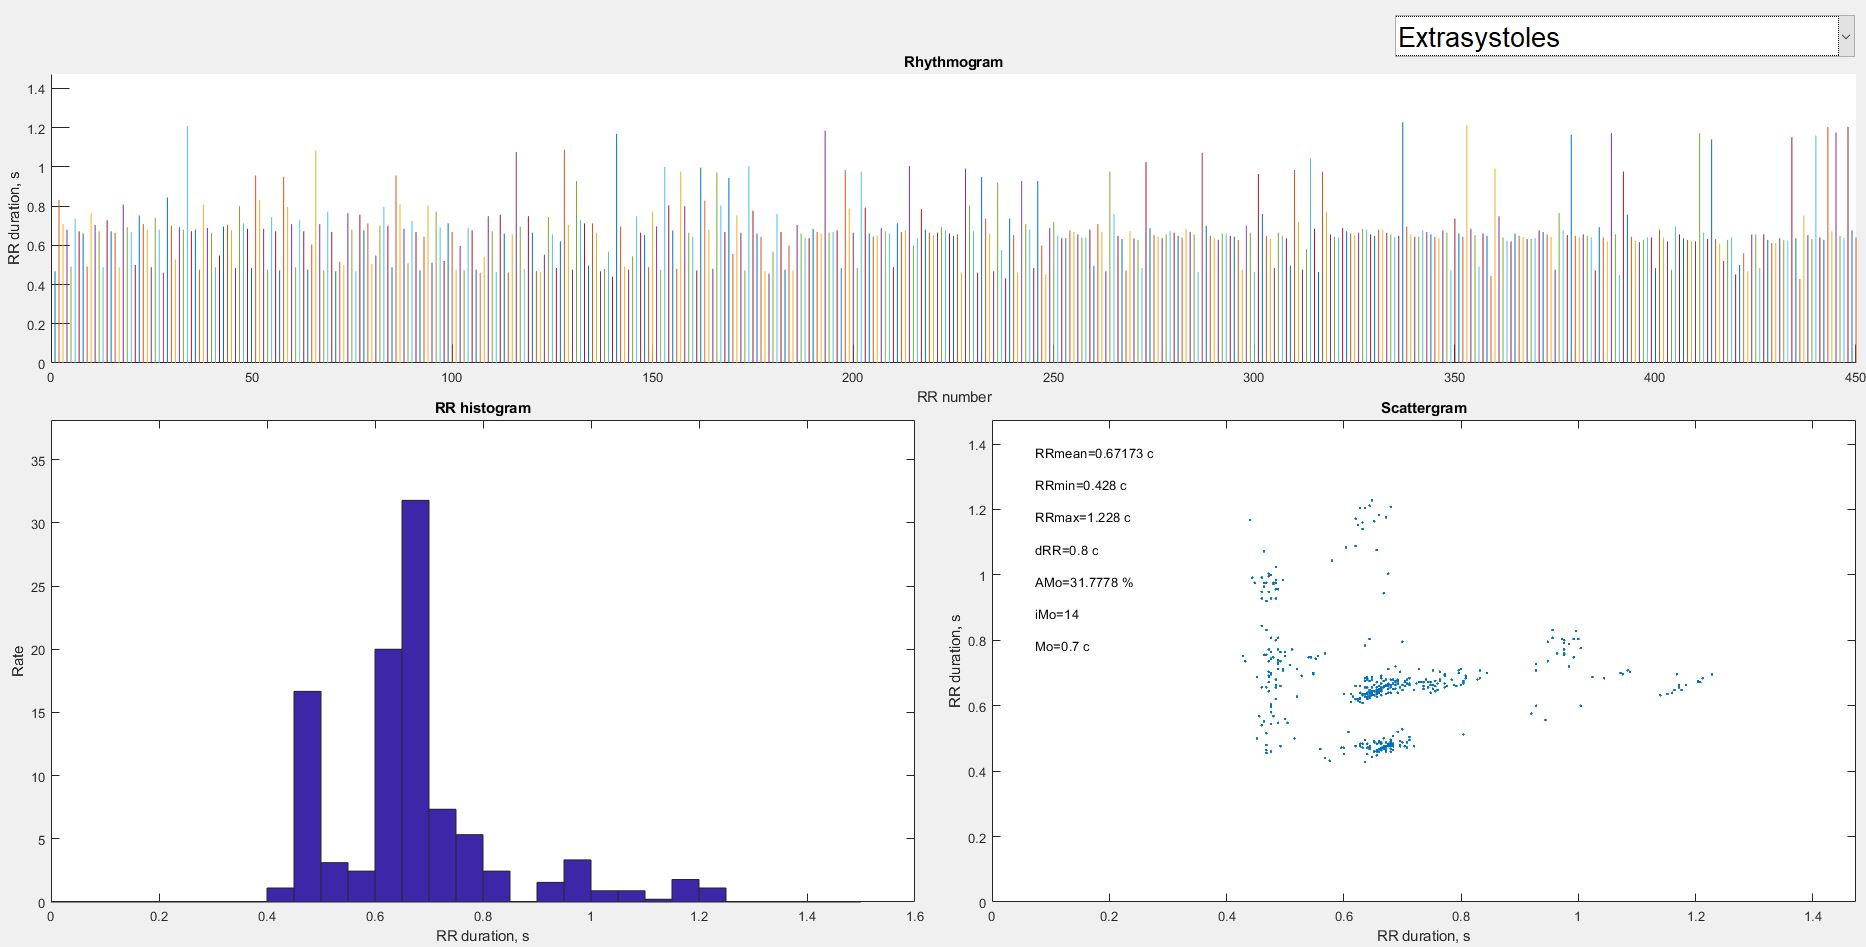 Extrasystoles
Rhythmogram
RR duration, s
1.4
1.2
1
0.8
0.6
0.4
0.2
0
0 50 100 150 200 250 300 350 400 450
RR number
RR histogram
Rate
35
30
25
20
15
10
5
0
0 0.2 0.4 0.6 0.8 1 1.2 1.4 1.6
RR duration, s
Scattergram
RR duration, s
1.4
1.2
1
0.8
0.6
0.4
0.2
0
RRmean=0.67173 c
RRmin=0.428 c
RRmax=1.228 c
dRR=0.8 c
AMo=31.7778 %
iMo=14
Mo=0.7 c
0 0.2 0.4 0.6 0.8 1 1.2 1.4
RR duration, s